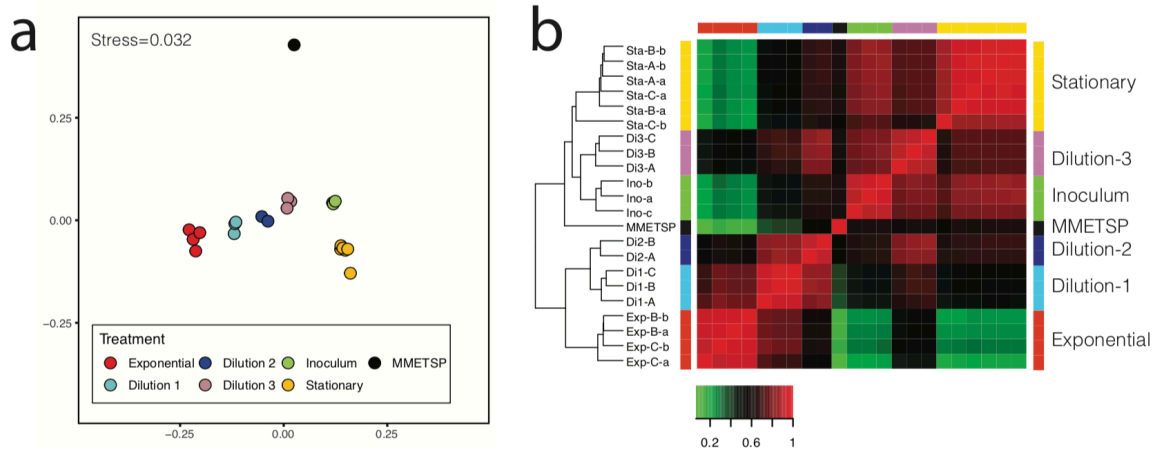 a
Stress=0.032
0.25
0.00
−0.25
−0.25
0.00
0.25
Treatment
Exponential
Dilution 2
Inoculum
MMETSP
Dilution 1
Dilution 3
Stationary
b
Sta-B-b
Sta-A-b
Sta-A-a
Sta-C-a
Sta-B-a
Sta-C-b
Di3-C
Di3-B
Di3-A
Ino-b
Ino-a
Ino-c
MMETSP
Di2-B
Di2-A
Di1-C
Di1-B
Di1-A
Exp-B-b
Exp-B-a
Exp-C-b
Exp-C-a
Stationary
Dilution-3
Inoculum
MMETSP
Dilution-2
Dilution-1
Exponential
0.2
0.6
1